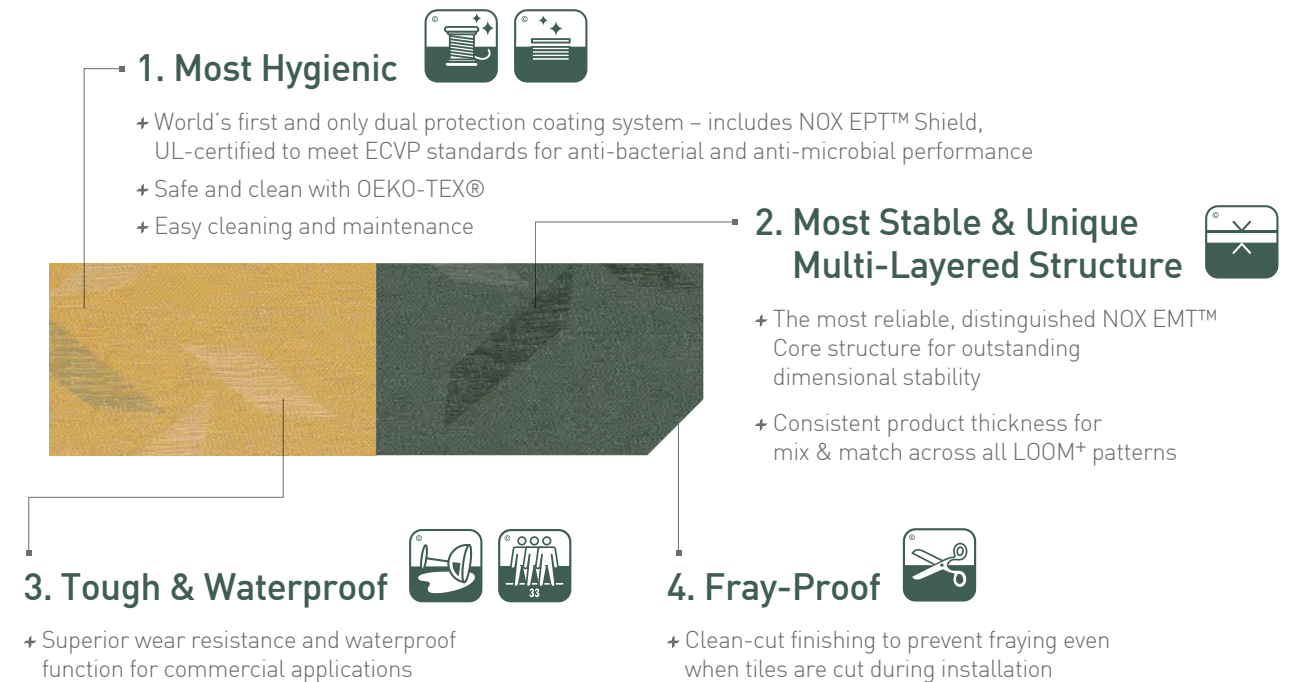 1. Most Hygienic
+ World's first and only dual protection coating system – includes NOX EPT™ Shield,
UL-certified to meet ECVP standards for anti-bacterial and anti-microbial performance
+ Safe and clean with OEKO-TEX®
+ Easy cleaning and maintenance
2. Most Stable & Unique
Multi-Layered Structure
+ The most reliable, distinguished NOX EMT™
Core structure for outstanding
dimensional stability
+ Consistent product thickness for
mix & match across all LOOM+ patterns
3. Tough & Waterproof
33
+ Superior wear resistance and waterproof
function for commercial applications
4. Fray-Proof
+ Clean-cut finishing to prevent fraying even
when tiles are cut during installation